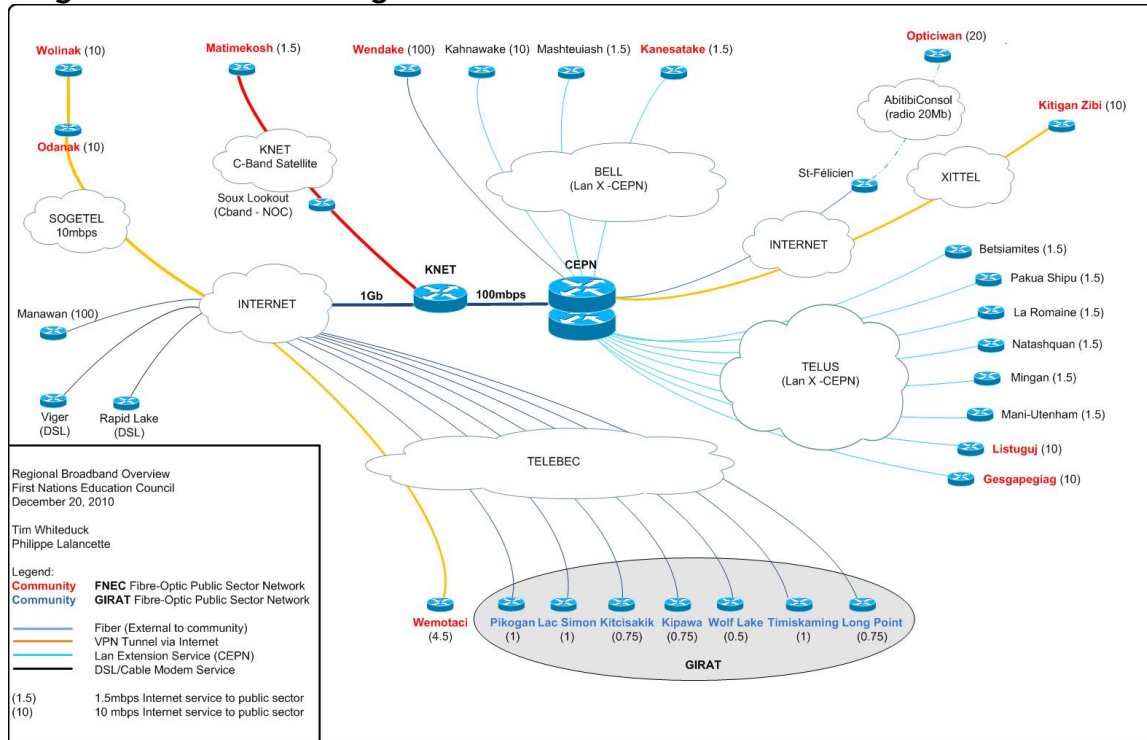 Wolinak (10)
Matimekosh (1.5)
Wendake (100)
Kahnawake (10)
Mashteuiash (1.5)
Kanesatake (1.5)
Opticiwan (20)
AbitibiConsol
(radio 20Mb)
Kitigan Zibi (10)
Odanak (10)
KNET
C-Band Satellite
BELL
(Lan X -CEPN)
St-Félicien
XITTEL
Soux Lookout
(Cband - NOC)
SOGETEL
10mbps
INTERNET
Betsiamites (1.5)
KNET
CEPN
Pakua Shipu (1.5)
INTERNET
1Gb
100mbps
La Romaine (1.5)
Manawan (100)
Natashquan (1.5)
TELUS
(Lan X -CEPN)
Mingan (1.5)
Mani-Utenham (1.5)
Viger
(DSL)
Rapid Lake
(DSL)
Listuguj (10)
TELEBEC
Gesgapegiag (10)
Regional Broadband Overview
First Nations Education Council
December 20, 2010
Tim Whiteduck
Philippe Lalancette
Legend:
Community FNEC Fibre-Optic Public Sector Network
Community GIRAT Fibre-Optic Public Sector Network
Fiber (External to community)
VPN Tunnel via Internet
Lan Extension Service (CEPN)
DSL/Cable Modem Service
(1.5) 1.5mbps Internet service to public sector
(10) 10 mbps Internet service to public sector
Wemotaci
(4.5)
Pikogan
(1)
Lac Simon
(1)
Kitcisakik
(0.75)
Kipawa
(0.75)
Wolf Lake
(0.5)
Timiskaming
(1)
Long Point
(0.75)
GIRAT